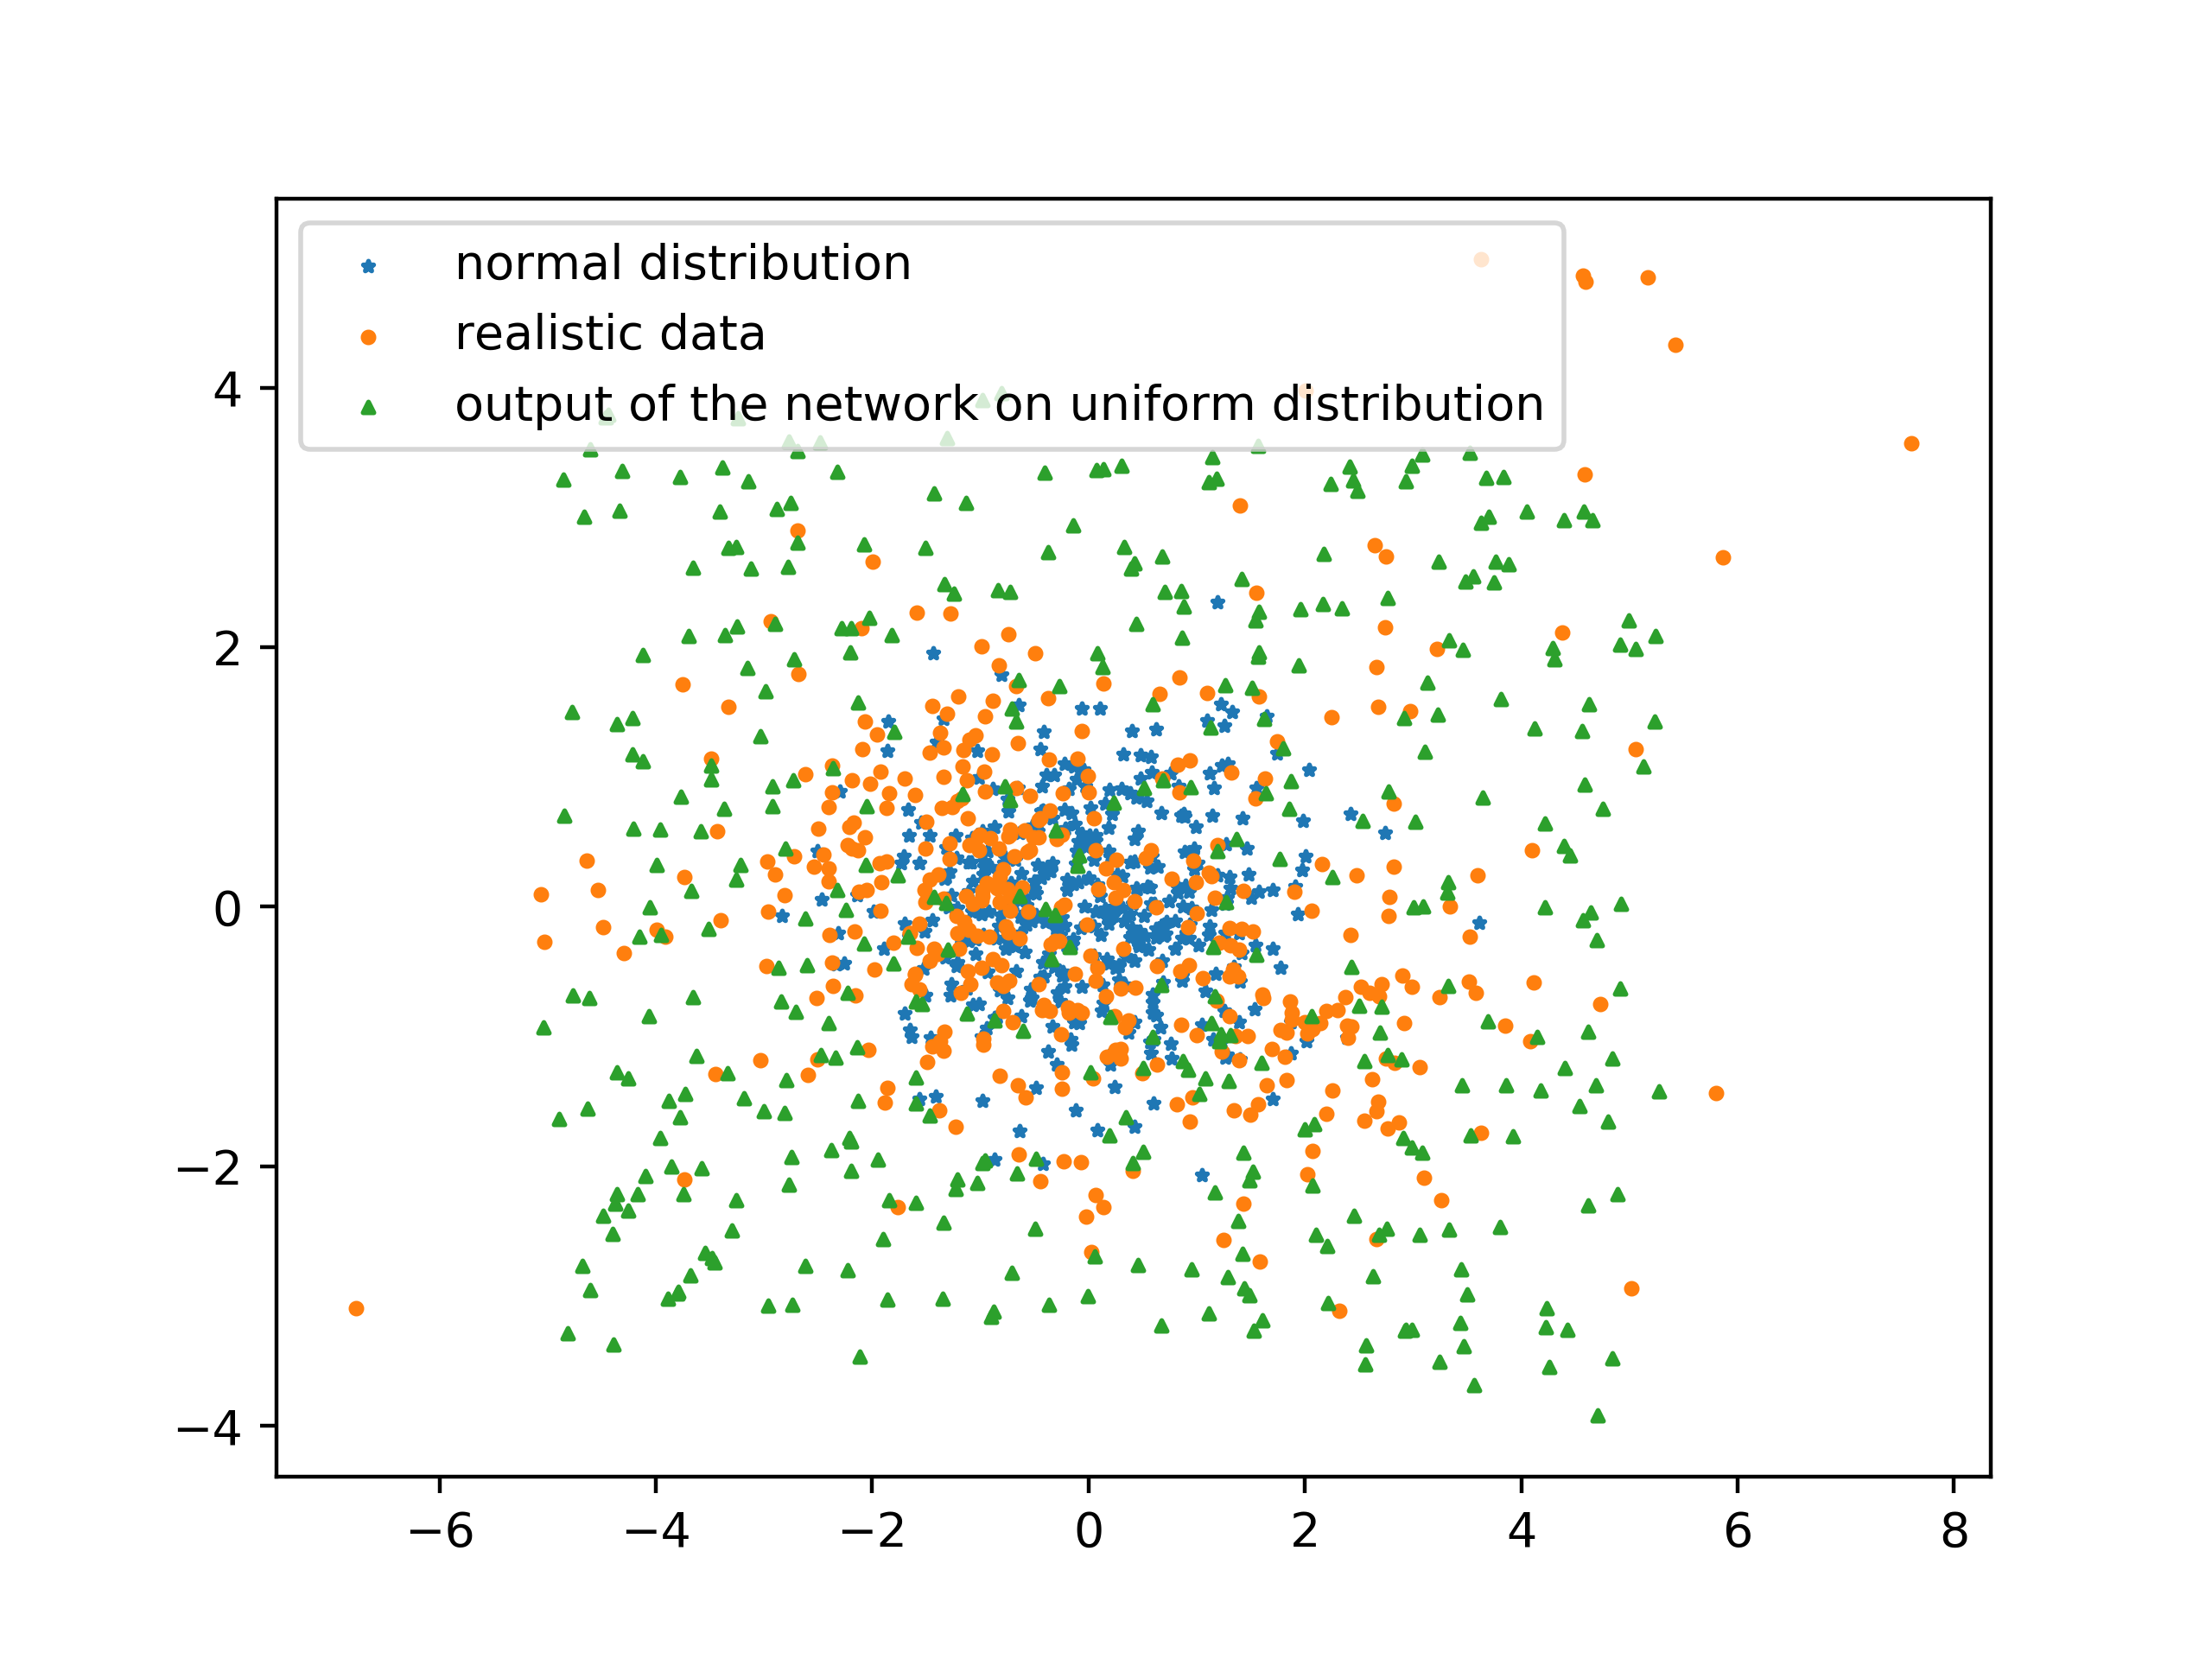 normal distribution
realistic data
output of the network on uniform distribution
4
2
0
−2
−4
−6 −4 −2 0 2 4 6 8